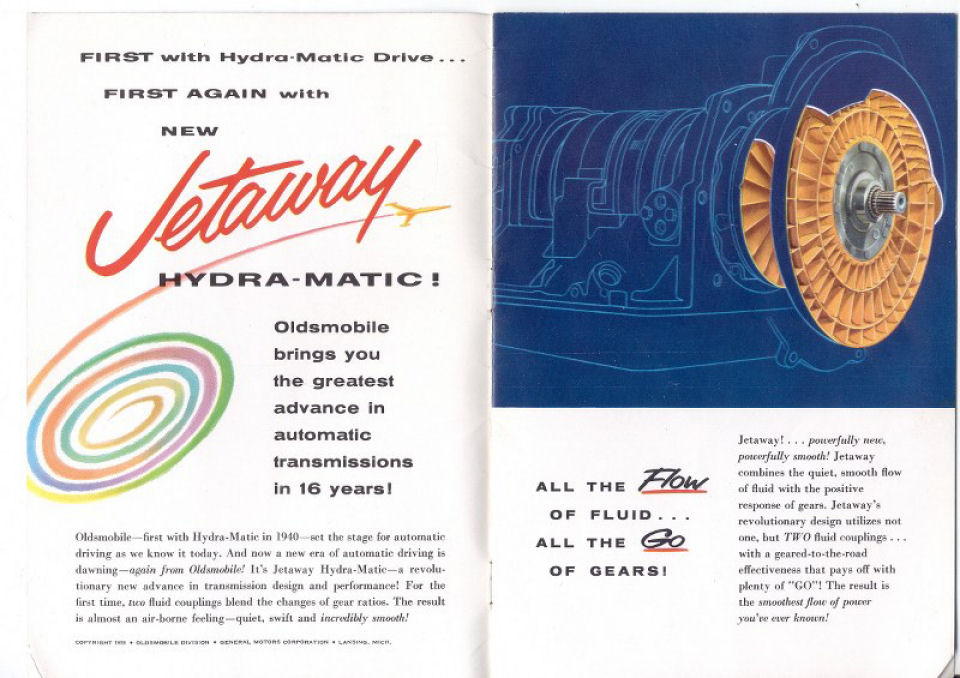 FIRST with Hydra-Matic Drive...
FIRST AGAIN with
NEW
Jetaway
HYDRA-MATIC!
Oldsmobile
brings you
the greatest
advance in
automatic
transmissions
in 16 years!
Oldsmobile—first with Hydra-Matic in 1940—set the stage for automatic
driving as we know it today. And now a new era of automatic driving is
dawning—again from Oldsmobile! It's Jetaway Hydra-Matic—a revolu-
tionary new advance in transmission design and performance! For the
first time, two fluid couplings blend the changes of gear ratios. The result
is almost an air-borne feeling—quiet, swift and incredibly smooth!
COPYRIGHT • OLDSMOBILE DIVISION • GENERAL MOTORS CORPORATION • LANSING, MICH.
ALL THE Flow
OF FLUID...
ALL THE Go
OF GEARS!
Jetaway! . . . powerfully new,
powerfully smooth! Jetaway
combines the quiet, smooth flow
of fluid with the positive
response of gears. Jetaway's
revolutionary design utilizes not
one, but TWO fluid couplings . . .
with a geared-to-the-road
effectiveness that pays off with
plenty of "GO"! The result is
the smoothest flow of power
you've ever known!